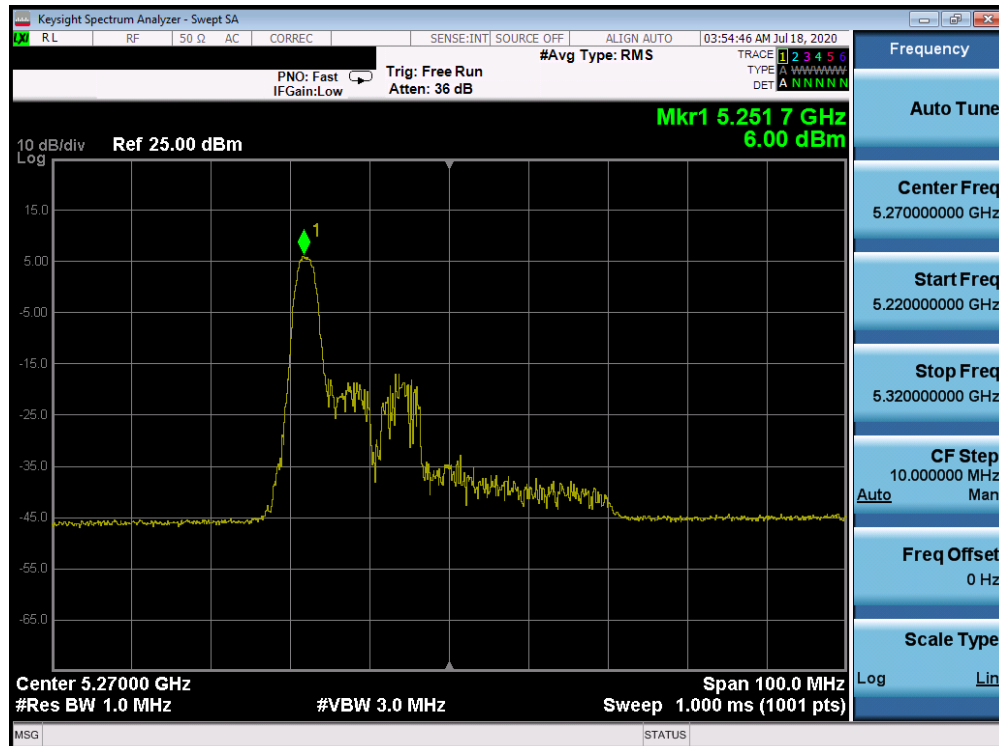 Keysight Spectrum Analyzer - Swept SA
LXI RL RF 50 Ω AC CORREC SENSE:INT SOURCE OFF ALIGN AUTO 03:54:46 AM Jul 18, 2020
#Avg Type: RMS
TRACE 1 2 3 4 5 6
TYPE A WWWWW
DET A N N N N N
PNO: Fast
IFGain:Low
Trig: Free Run
Atten: 36 dB
Mkr1 5.251 7 GHz
6.00 dBm
10 dB/div
Log
Ref 25.00 dBm
15.0
5.00
-5.00
-15.0
-25.0
-35.0
-45.0
-55.0
-65.0
1
Center 5.27000 GHz
Span 100.0 MHz
#Res BW 1.0 MHz
#VBW 3.0 MHz
Sweep 1.000 ms (1001 pts)
MSG
STATUS
Frequency
Auto Tune
Center Freq
5.270000000 GHz
Start Freq
5.220000000 GHz
Stop Freq
5.320000000 GHz
CF Step
10.000000 MHz
Auto Man
Freq Offset
0 Hz
Scale Type
Log Lin